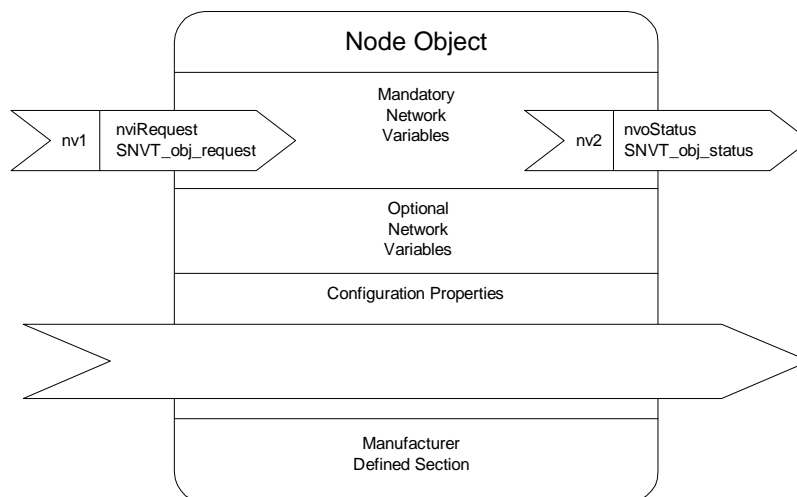 Node Object
Mandatory
Network
Variables
nv1
nviRequest
SNVT_obj_request
nv2
nvoStatus
SNVT_obj_status
Optional
Network
Variables
Configuration Properties
Manufacturer
Defined Section